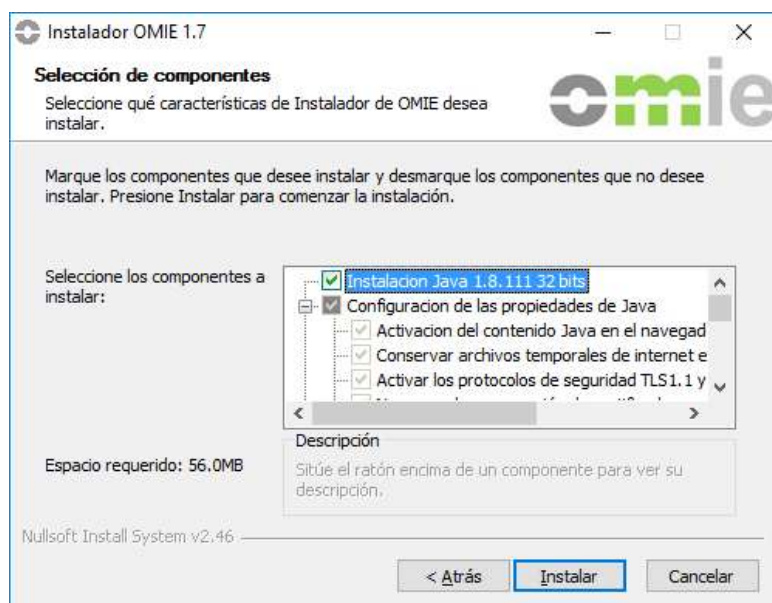 Instalador OMIE 1.7
Selección de componentes
Seleccione qué características de Instalador de OMIE desea
instalar.
omie
Marque los componentes que desee instalar y desmarque los componentes que no desee
instalar. Presione Instalar para comenzar la instalación.
Seleccione los componentes a
instalar:
Instalacion Java 1.8.111 32 bits
Configuracion de las propiedades de Java
Activacion del contenido Java en el navegad
Conservar archivos temporales de internet e
Activar los protocolos de seguridad TLS1.1 y
Espacio requerido: 56.0MB
Descripción
Sitúe el ratón encima de un componente para ver su
descripción.
Nullsoft Install System v2.46
< Atrás
Instalar
Cancelar